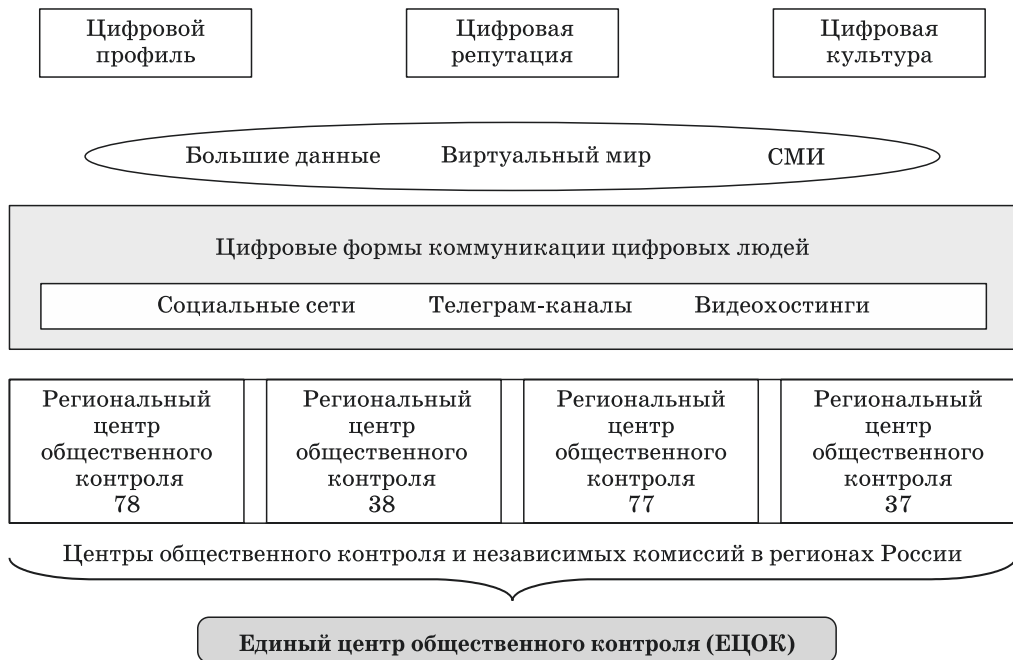 Цифровой
профиль
Цифровая
репутация
Цифровая
культура
Большие данные
Виртуальный мир
СМИ
Цифровые формы коммуникации цифровых людей
Социальные сети
Телеграм-каналы
Видеохостинги
Региональный
центр
общественного
контроля
78
Региональный
центр
общественного
контроля
38
Региональный
центр
общественного
контроля
77
Региональный
центр
общественного
контроля
37
Центры общественного контроля и независимых комиссий в регионах России
Единый центр общественного контроля (ЕЦОК)